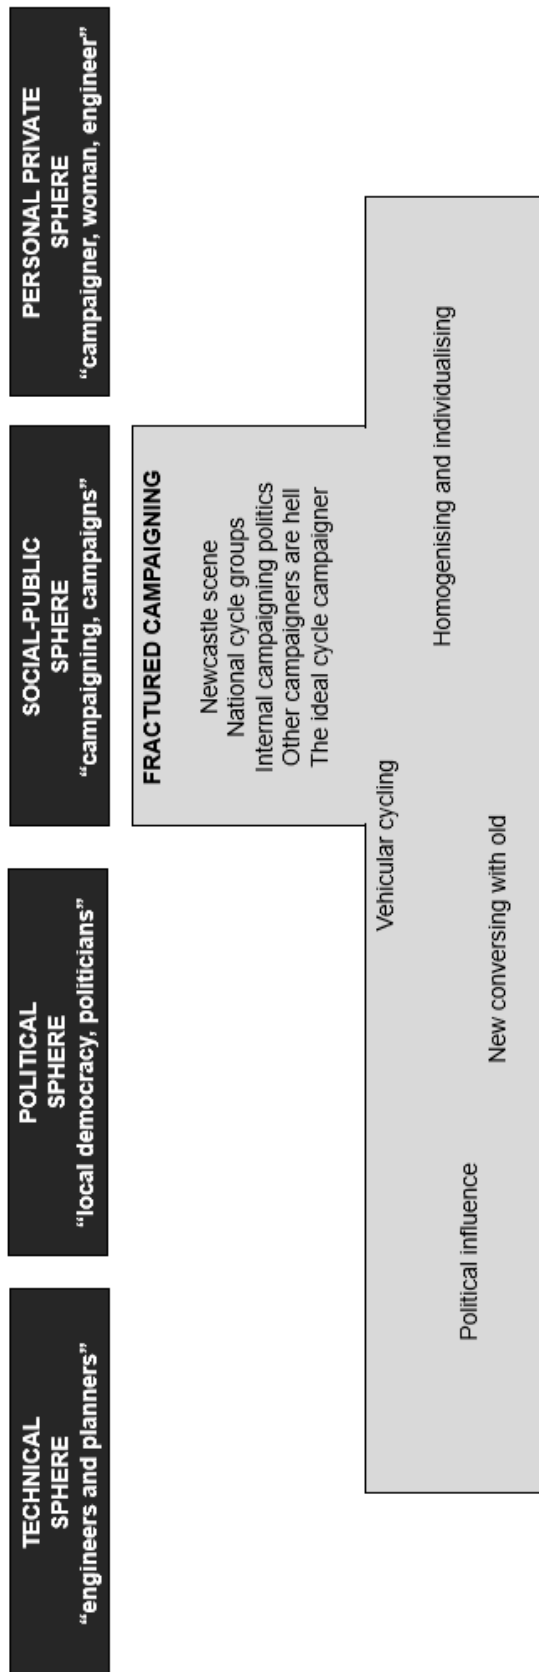 TECHNICAL
SPHERE
“engineers and planners”
POLITICAL
SPHERE
“local democracy, politicians”
SOCIAL-PUBLIC
SPHERE
“campaigning, campaigns”
PERSONAL PRIVATE
SPHERE
“campaigner, woman, engineer”
FRACTURED CAMPAIGNING
Newcastle scene
National cycle groups
Internal campaigning politics
Other campaigners are hell
The ideal cycle campaigner
Vehicular cycling
Homogenising and individualising
Political influence
New conversing with old